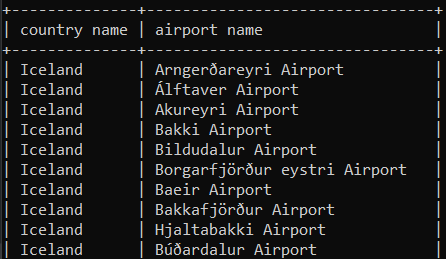 country name | airport name
Iceland | Arngerðareyri Airport
Iceland | Álftaver Airport
Iceland | Akureyri Airport
Iceland | Bakki Airport
Iceland | Bildudalur Airport
Iceland | Borgarfjörður eystri Airport
Iceland | Baeir Airport
Iceland | Bakkafjörður Airport
Iceland | Hjaltabakki Airport
Iceland | Búðardalur Airport